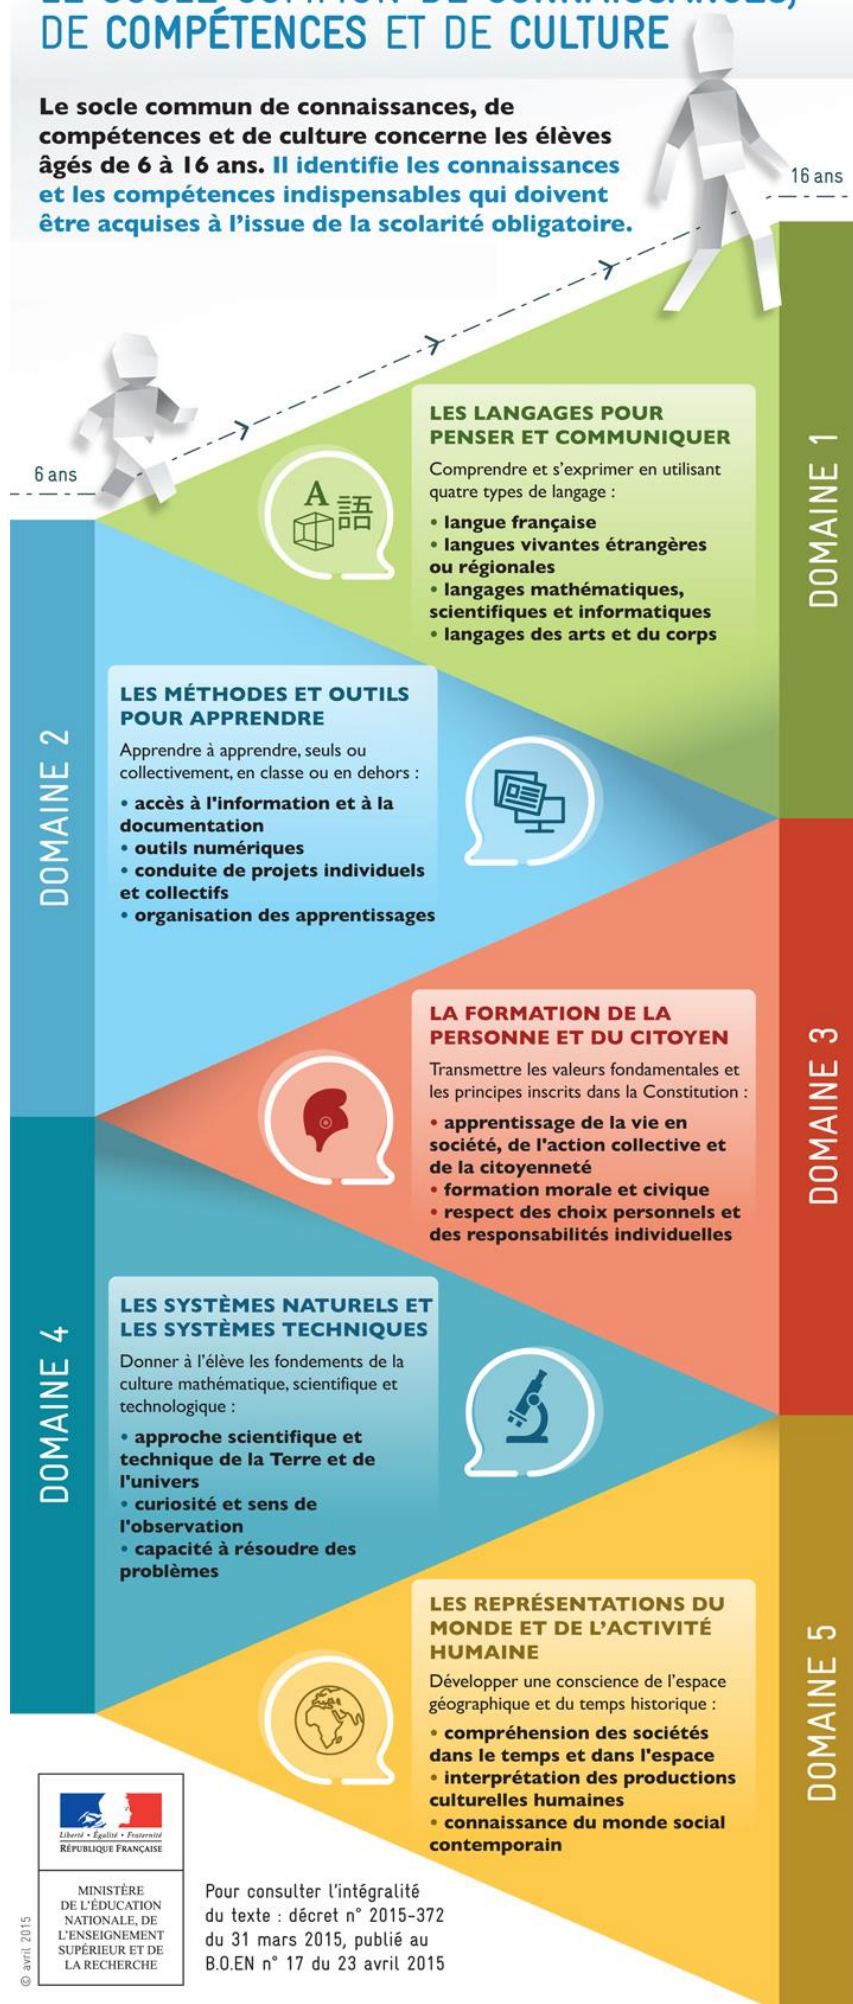 LE SOCLE COMMUN DE CONNAISSANCES,
DE COMPÉTENCES ET DE CULTURE
Le socle commun de connaissances, de
compétences et de culture concerne les élèves
âgés de 6 à 16 ans. Il identifie les connaissances
et les compétences indispensables qui doivent
être acquises à l’issue de la scolarité obligatoire.
16 ans
6 ans
DOMAINE 1
LES LANGAGES POUR
PENSER ET COMMUNIQUER
Comprendre et s’exprimer en utilisant
quatre types de langage :
• langue française
• langues vivantes étrangères
ou régionales
• langages mathématiques,
scientifiques et informatiques
• langages des arts et du corps
A 語
DOMAINE 2
LES MÉTHODES ET OUTILS
POUR APPRENDRE
Apprendre à apprendre, seuls ou
collectivement, en classe ou en dehors :
• accès à l'information et à la
documentation
• outils numériques
• conduite de projets individuels
et collectifs
• organisation des apprentissages
DOMAINE 3
LA FORMATION DE LA
PERSONNE ET DU CITOYEN
Transmettre les valeurs fondamentales et
les principes inscrits dans la Constitution :
• apprentissage de la vie en
société, de l'action collective et
de la citoyenneté
• formation morale et civique
• respect des choix personnels et
des responsabilités individuelles
DOMAINE 4
LES SYSTÈMES NATURELS ET
LES SYSTÈMES TECHNIQUES
Donner à l’élève les fondements de la
culture mathématique, scientifique et
technologique :
• approche scientifique et
technique de la Terre et de
l'univers
• curiosité et sens de
l'observation
• capacité à résoudre des
problèmes
DOMAINE 5
LES REPRÉSENTATIONS DU
MONDE ET DE L’ACTIVITÉ
HUMAINE
Développer une conscience de l’espace
géographique et du temps historique :
• compréhension des sociétés
dans le temps et dans l'espace
• interprétation des productions
culturelles humaines
• connaissance du monde social
contemporain
Liberté • Égalité • Fraternité
RÉPUBLIQUE FRANÇAISE
MINISTÈRE
DE L’ÉDUCATION
NATIONALE, DE
L’ENSEIGNEMENT
SUPÉRIEUR ET DE
LA RECHERCHE
© avril 2015
Pour consulter l’intégralité
du texte : décret n° 2015-372
du 31 mars 2015, publié au
B.O.EN n° 17 du 23 avril 2015